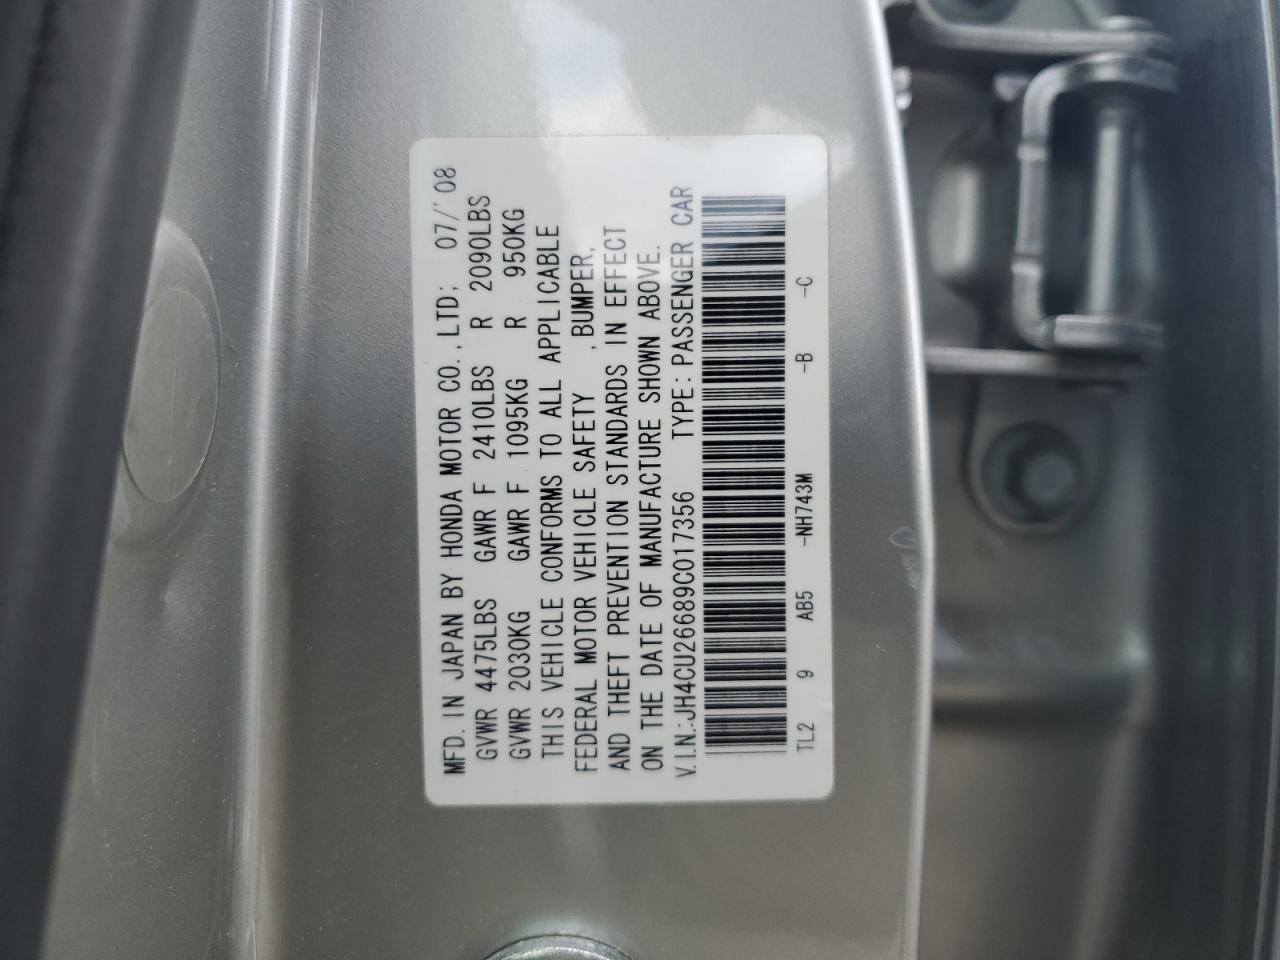 MFD. IN JAPAN BY HONDA MOTOR CO., LTD; 07/'08
GVWR 4475LBS GAWR F 2410LBS R 2090LBS
GVWR 2030KG GAWR F 1095KG R 950KG
THIS VEHICLE CONFORMS TO ALL APPLICABLE
FEDERAL MOTOR VEHICLE SAFETY , BUMPER,
AND THEFT PREVENTION STANDARDS IN EFFECT
ON THE DATE OF MANUFACTURE SHOWN ABOVE.
V.I.N.:JH4CU26689C017356 TYPE: PASSENGER CAR
TL2 9 AB5 -NH743M -B -C